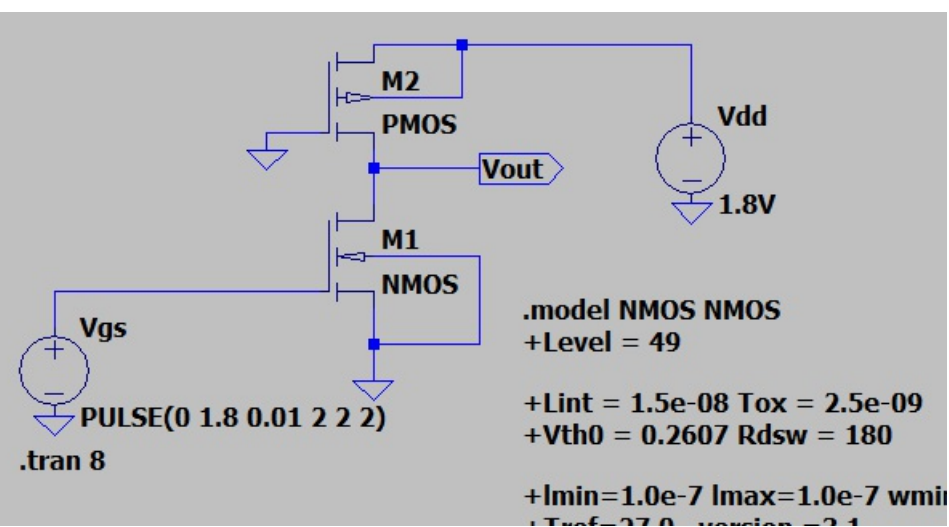 M2
PMOS
Vdd
Vout
1.8V
M1
NMOS
Vgs
PULSE(0 1.8 0.01 2 2 2)
.tran 8
.model NMOS NMOS
+Level = 49
+Lint = 1.5e-08 Tox = 2.5e-09
+Vth0 = 0.2607 Rdsw = 180
+lmin=1.0e-7 lmax=1.0e-7